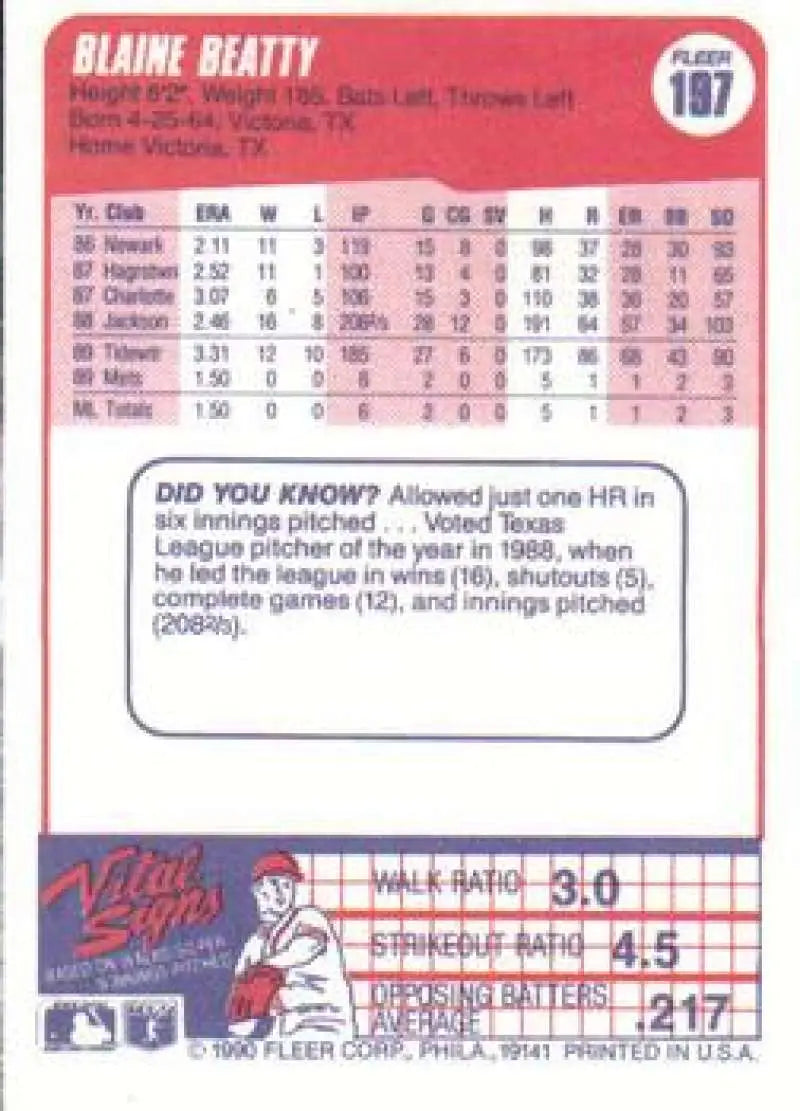 BLAINE BEATTY
FLEER
197
Height 6'2". Weight 185. Bats Left, Throws Left
Born 4-25-64, Victoria, TX
Home Victoria, TX
Yr. Club ERA W L IP G CG SV H R ER BB SO
86 Newark 2.11 11 3 119 15 8 0 98 37 28 30 93
87 Hagrstwn 2.52 11 1 100 13 4 0 81 32 28 11 65
87 Charlotte 3.07 6 5 106 15 3 0 110 38 36 20 57
88 Jackson 2.46 16 8 208⅔ 28 12 0 191 64 57 34 103
89 Tidewtr 3.31 12 10 185 27 6 0 173 86 68 43 90
89 Mets 1.50 0 0 6 2 0 0 5 1 1 2 3
ML Totals 1.50 0 0 6 2 0 0 5 1 1 2 3
DID YOU KNOW? Allowed just one HR in
six innings pitched . . . Voted Texas
League pitcher of the year in 1988, when
he led the league in wins (16), shutouts (5),
complete games (12), and innings pitched
(208⅔).
Vital
Signs
BASED ON WALKS/SO PER
9 INNINGS PITCHED
WALK RATIO 3.0
STRIKEOUT RATIO 4.5
OPPOSING BATTERS
AVERAGE .217
© 1990 FLEER CORP., PHILA., 19141 PRINTED IN U.S.A.